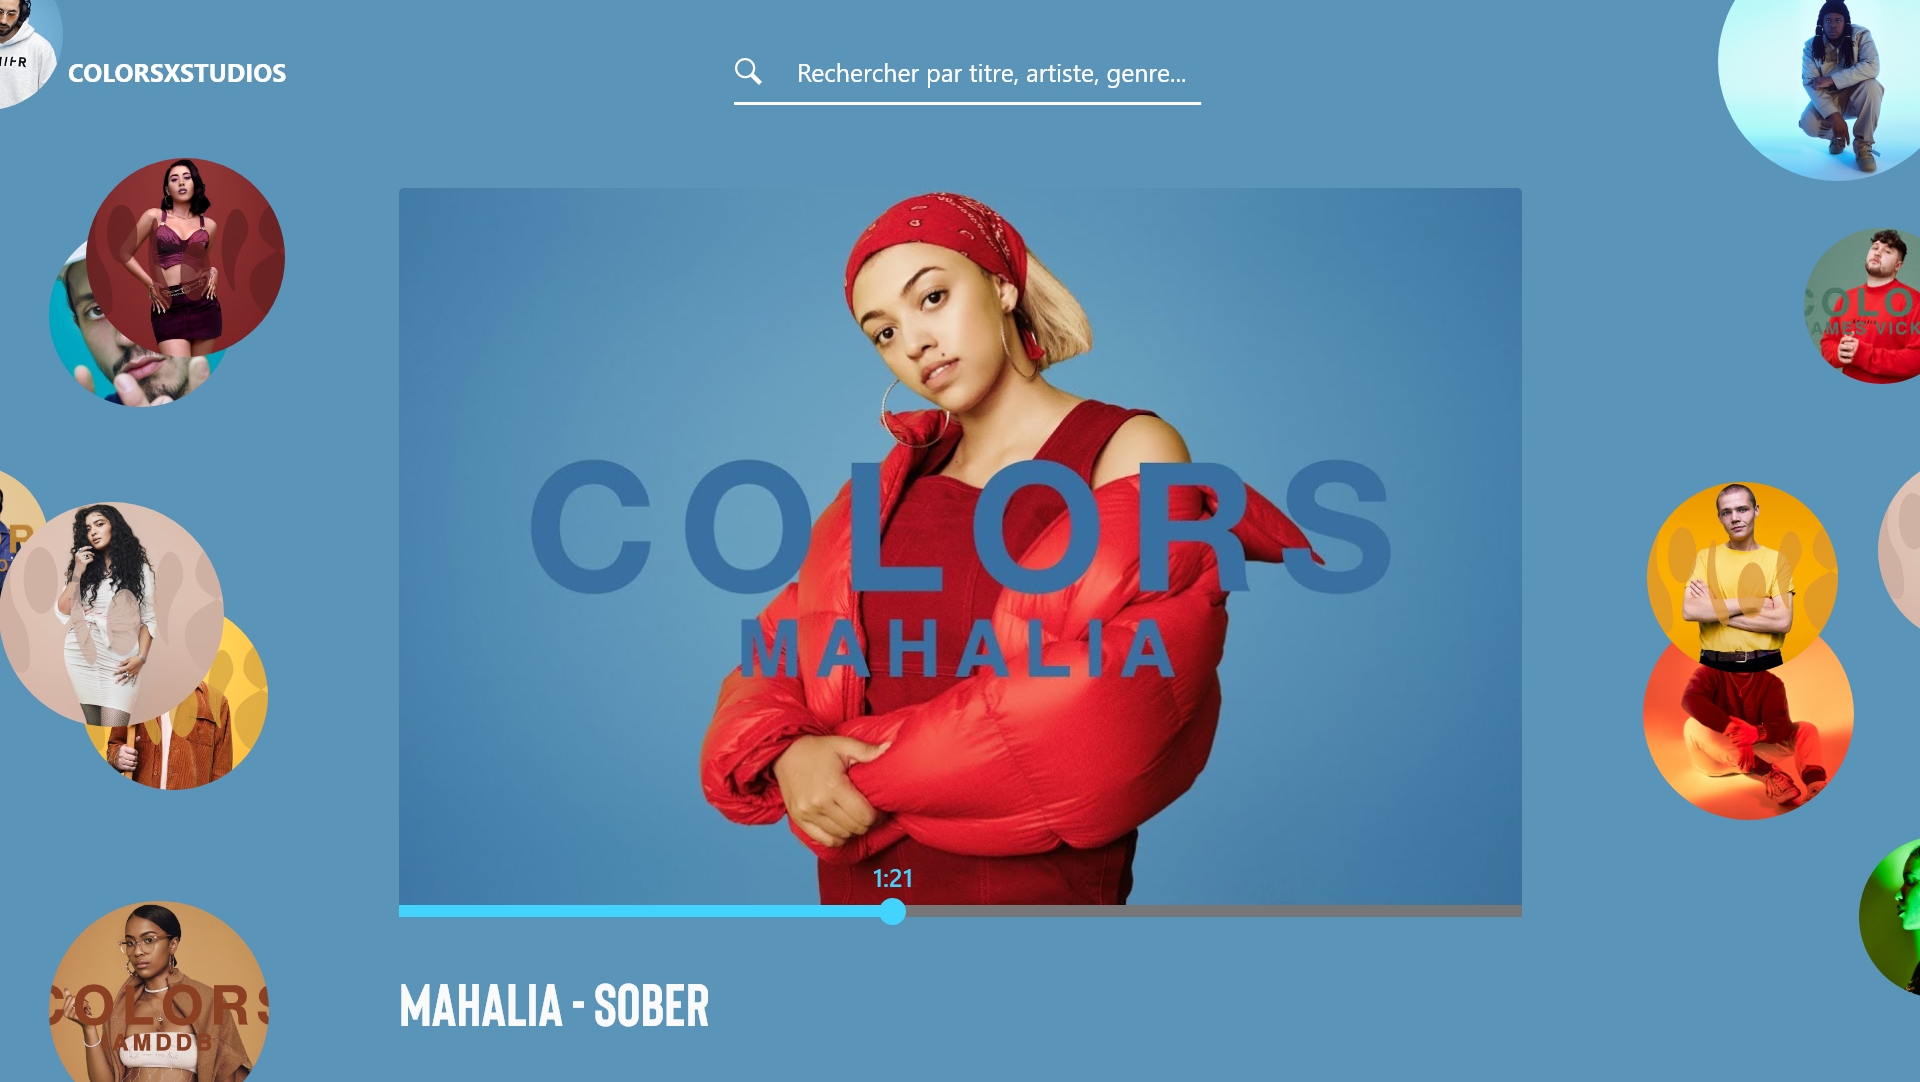 COLORSXSTUDIOS
Rechercher par titre, artiste, genre...
COLORS
MAHALIA
1:21
MAHALIA - SOBER
COLO
AMES VICK
R
COLORS
AMDDB